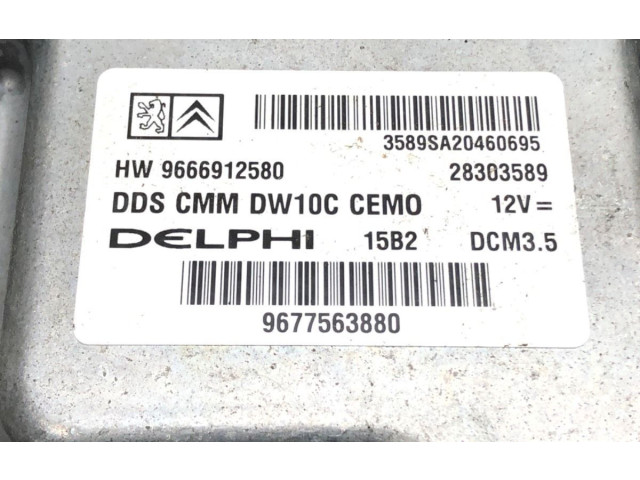 3589SA20460695
HW 9666912580 28303589
DDS CMM DW10C CEMO 12V =
DELPHI 15B2 DCM3.5
9677563880